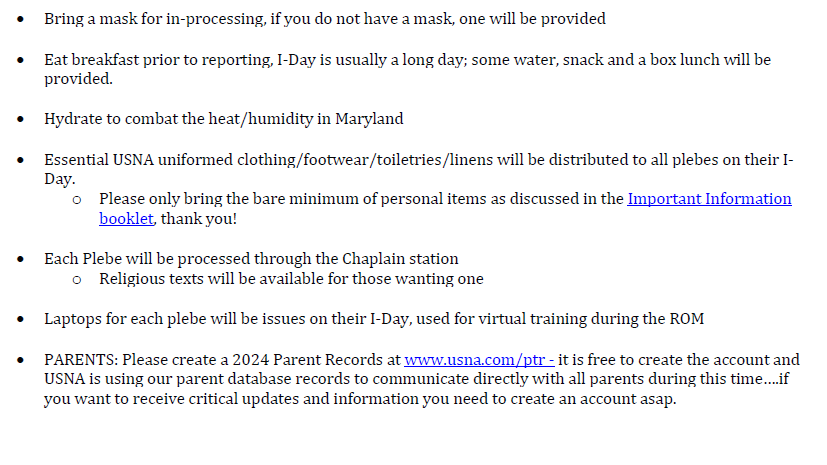 • Bring a mask for in-processing, if you do not have a mask, one will be provided
• Eat breakfast prior to reporting, I-Day is usually a long day; some water, snack and a box lunch will be
provided.
• Hydrate to combat the heat/humidity in Maryland
• Essential USNA uniformed clothing/footwear/toiletries/linens will be distributed to all plebes on their I-
Day.
o Please only bring the bare minimum of personal items as discussed in the Important Information
booklet, thank you!
• Each Plebe will be processed through the Chaplain station
o Religious texts will be available for those wanting one
• Laptops for each plebe will be issues on their I-Day, used for virtual training during the ROM
• PARENTS: Please create a 2024 Parent Records at www.usna.com/ptr - it is free to create the account and
USNA is using our parent database records to communicate directly with all parents during this time....if
you want to receive critical updates and information you need to create an account asap.